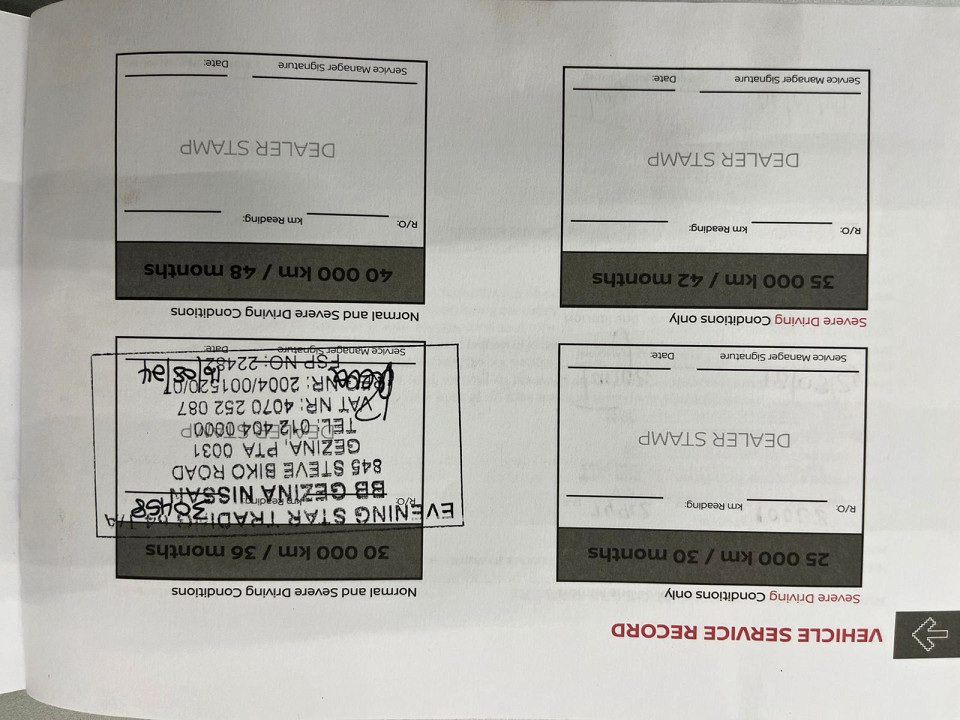 VEHICLE SERVICE RECORD
Severe Driving Conditions only
25 000 km / 30 months
R/O: km Reading:
DEALER STAMP
Service Manager Signature Date:
Normal and Severe Driving Conditions
30 000 km / 36 months
EVENING STAR TRADING T/A
R/O: km Reading: 30458
BB GEZINA NISSAN
845 STEVE BIKO ROAD
GEZINA, PTA 0031
DEALER STAMP
TEL: 012 404 0000
VAT NR: 4070 252 087
REG NR: 2004/001520/07
FSP NO: 22482
Service Manager Signature Date:
Severe Driving Conditions only
35 000 km / 42 months
R/O: km Reading:
DEALER STAMP
Service Manager Signature Date:
Normal and Severe Driving Conditions
40 000 km / 48 months
R/O: km Reading:
DEALER STAMP
Service Manager Signature Date: